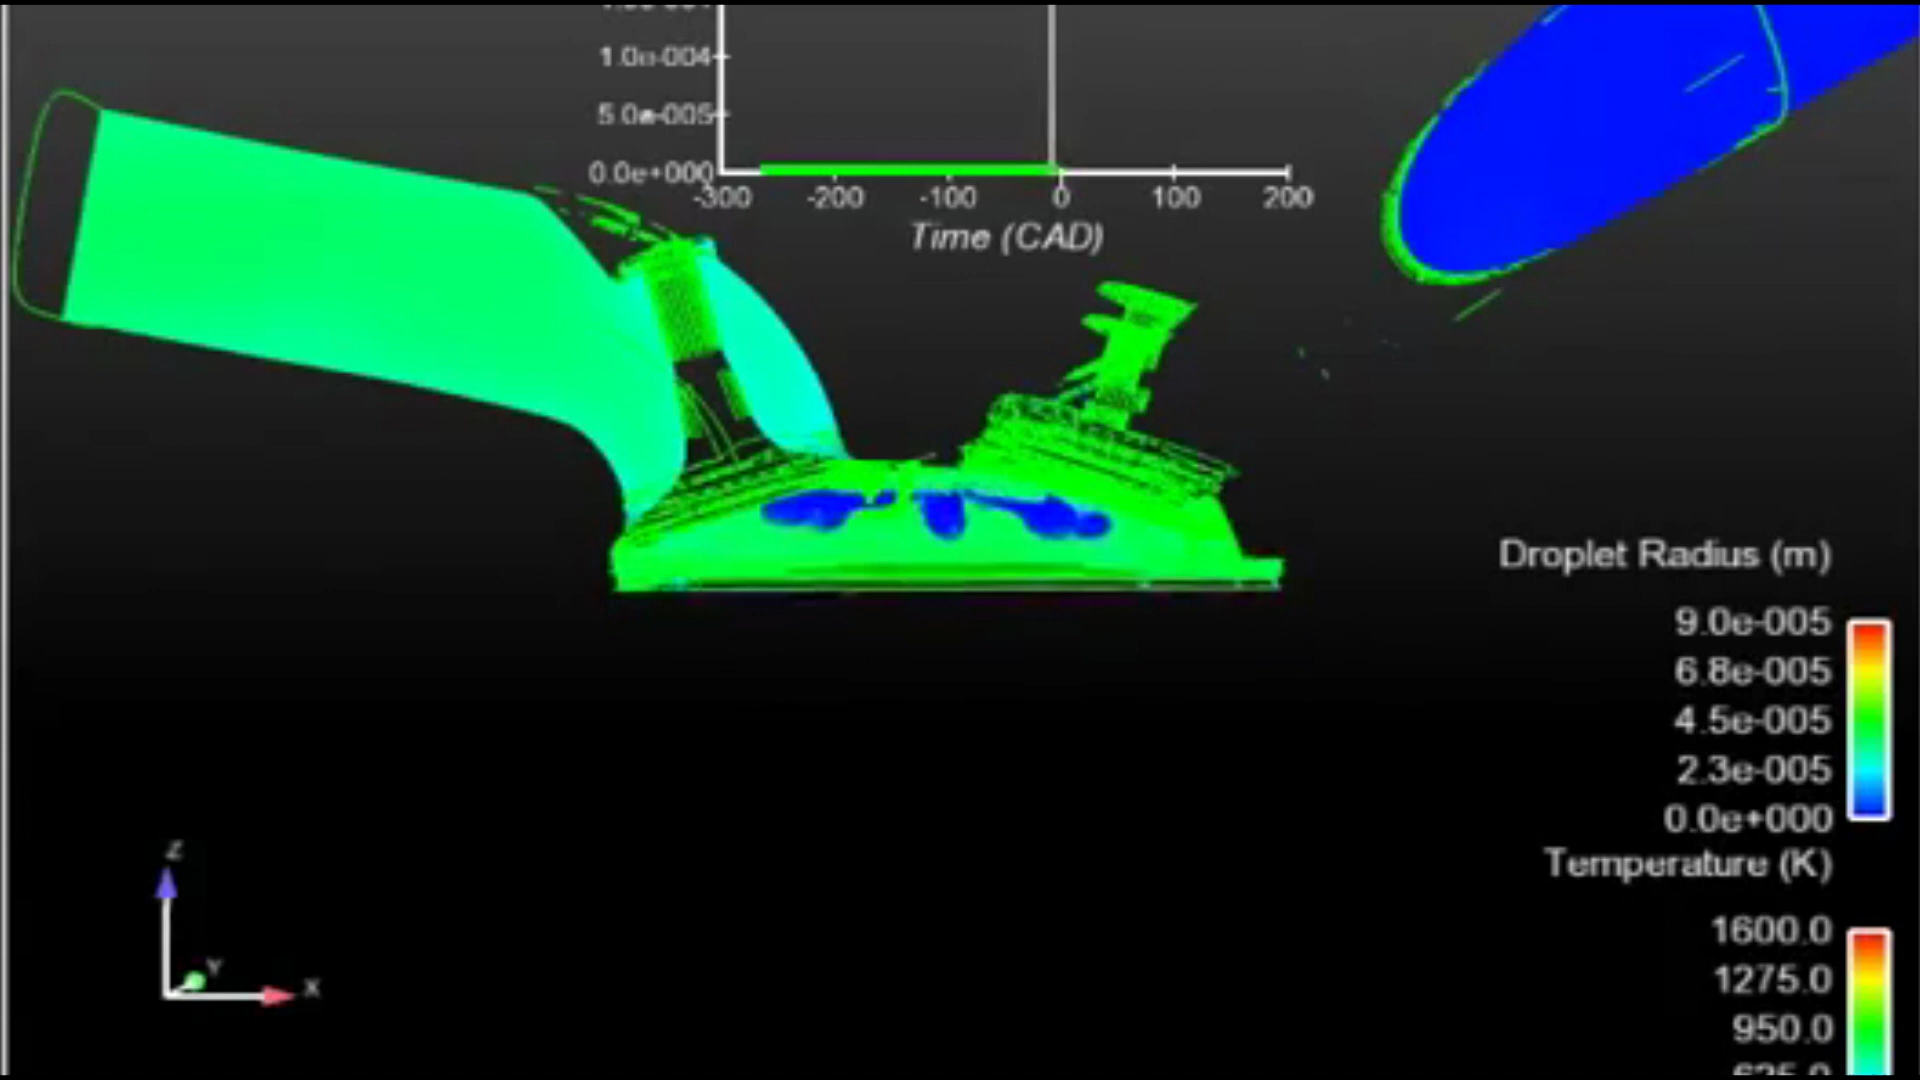 1.0e-004
5.0e-005
0.0e+000
-300 -200 -100 0 100 200
Time (CAD)
Droplet Radius (m)
9.0e-005
6.8e-005
4.5e-005
2.3e-005
0.0e+000
Temperature (K)
1600.0
1275.0
950.0
Z
Y
X